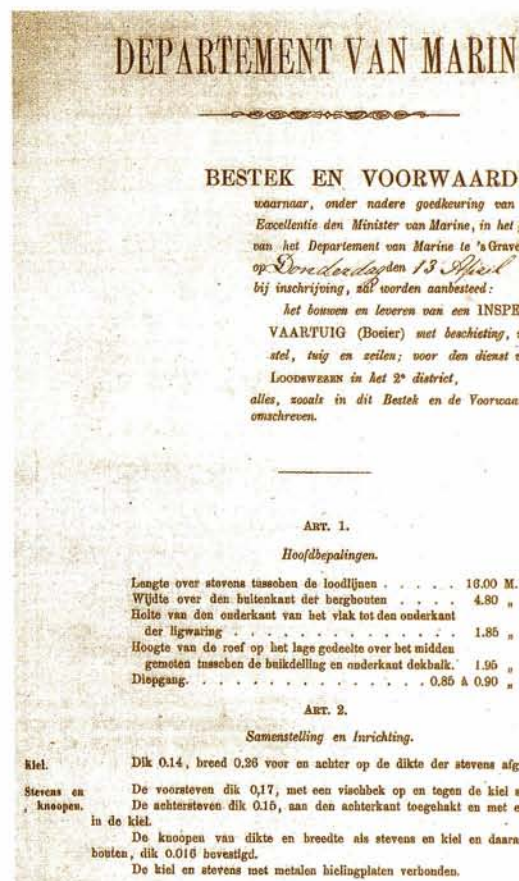 DEPARTEMENT VAN MARIN
BESTEK EN VOORWAARD
waarnaar, onder nadere goedkeuring van
Excellentie den Minister van Marine, in het
van het Departement van Marine te 's Grave
op Donderdag den 13 April
bij inschrijving, zal worden aanbesteed:
het bouwen en leveren van een INSPE
VAARTUIG (Boeier) met beschieting,
stel, tuig en zeilen; voor den dienst v
LOODSWEZEN in het 2e district,
alles, zooals in dit Bestek en de Voorwaa
omschreven.
ART. 1.
Hoofdbepalingen.
Lengte over stevens tusschen de loodlijnen . . . . . 16.00 M.
Wijdte over den buitenkant der berghouten . . . . 4.80 „
Holte van den onderkant van het vlak tot den onderkant
der ligwaring . . . . . . . . . . . . . . 1.85 „
Hoogte van de roef op het lage gedeelte over het midden
gemeten tusschen de buikdelling en onderkant dekbalk. 1.95 „
Diepgang. . . . . . . . . . . . . . . 0.85 à 0.90 „
ART. 2.
Samenstelling en Inrichting.
Kiel. Dik 0.14, breed 0.26 voor en achter op de dikte der stevens afg
Stevens en De voorsteven dik 0,17, met een vischbek op en tegen de kiel s
knoopen. De achtersteven dik 0.15, aan den achterkant toegehakt en met e
in de kiel.
De knoopen van dikte en breedte als stevens en kiel en daara
bouten, dik 0.016 bevestigd.
De kiel en stevens met metalen hielingplaten verbonden.